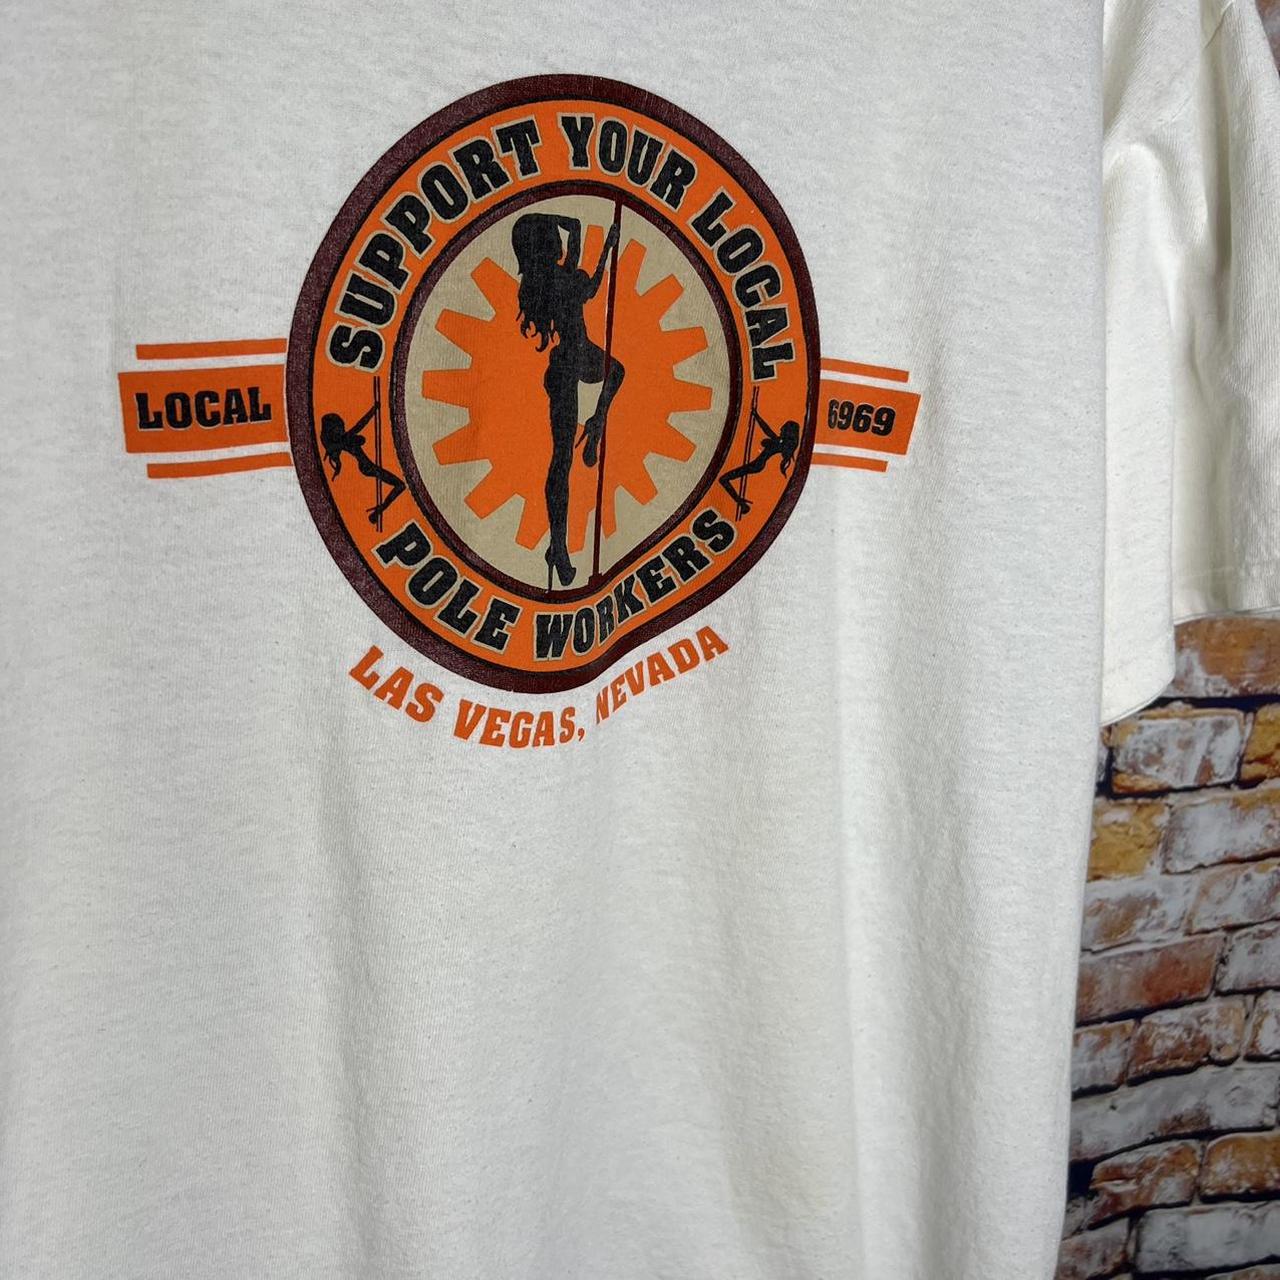 SUPPORT YOUR LOCAL
LOCAL
6969
POLE WORKERS
LAS VEGAS, NEVADA